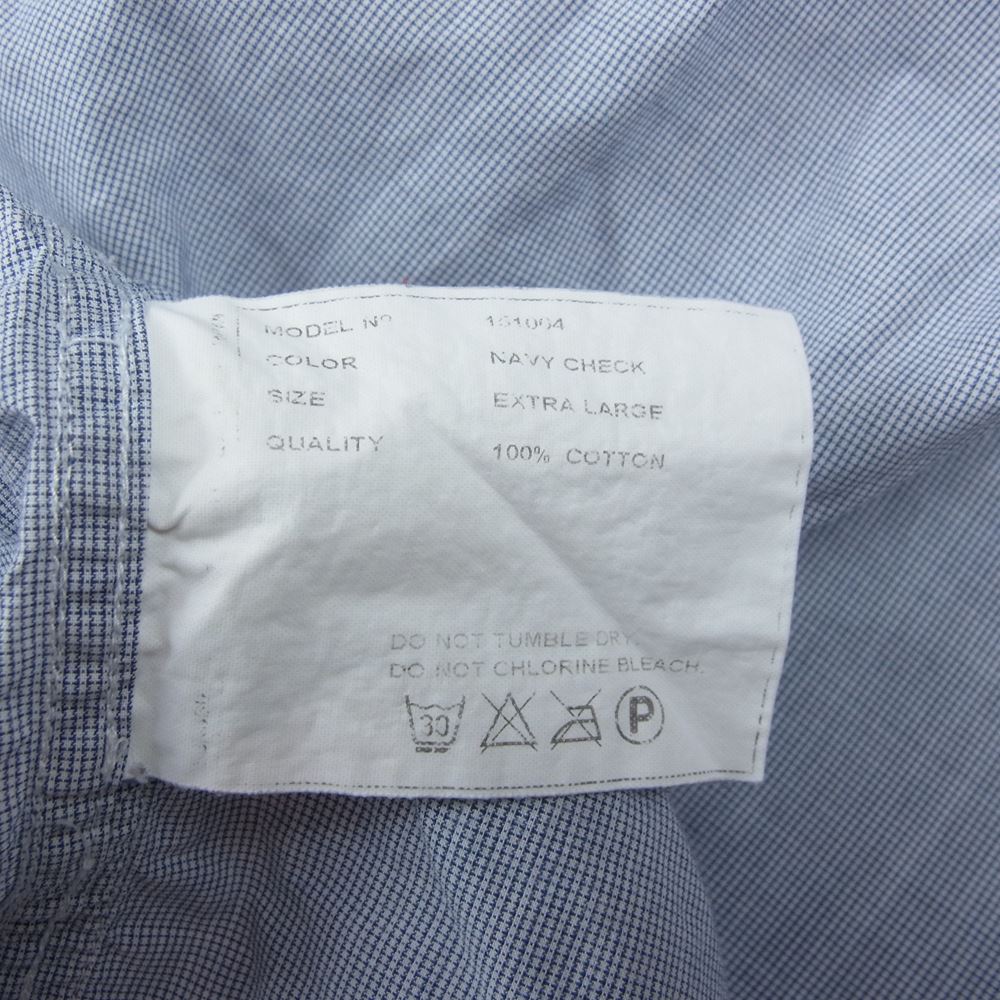 MODEL Nº 151064
COLOR NAVY CHECK
SIZE EXTRA LARGE
QUALITY 100% COTTON
DO NOT TUMBLE DRY.
DO NOT CHLORINE BLEACH.
30 P